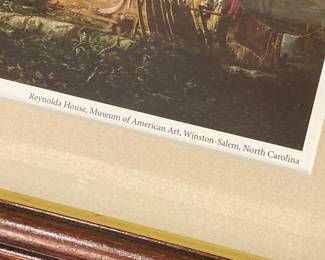 Reynolda House, Museum of American Art, Winston-Salem, North Carolina